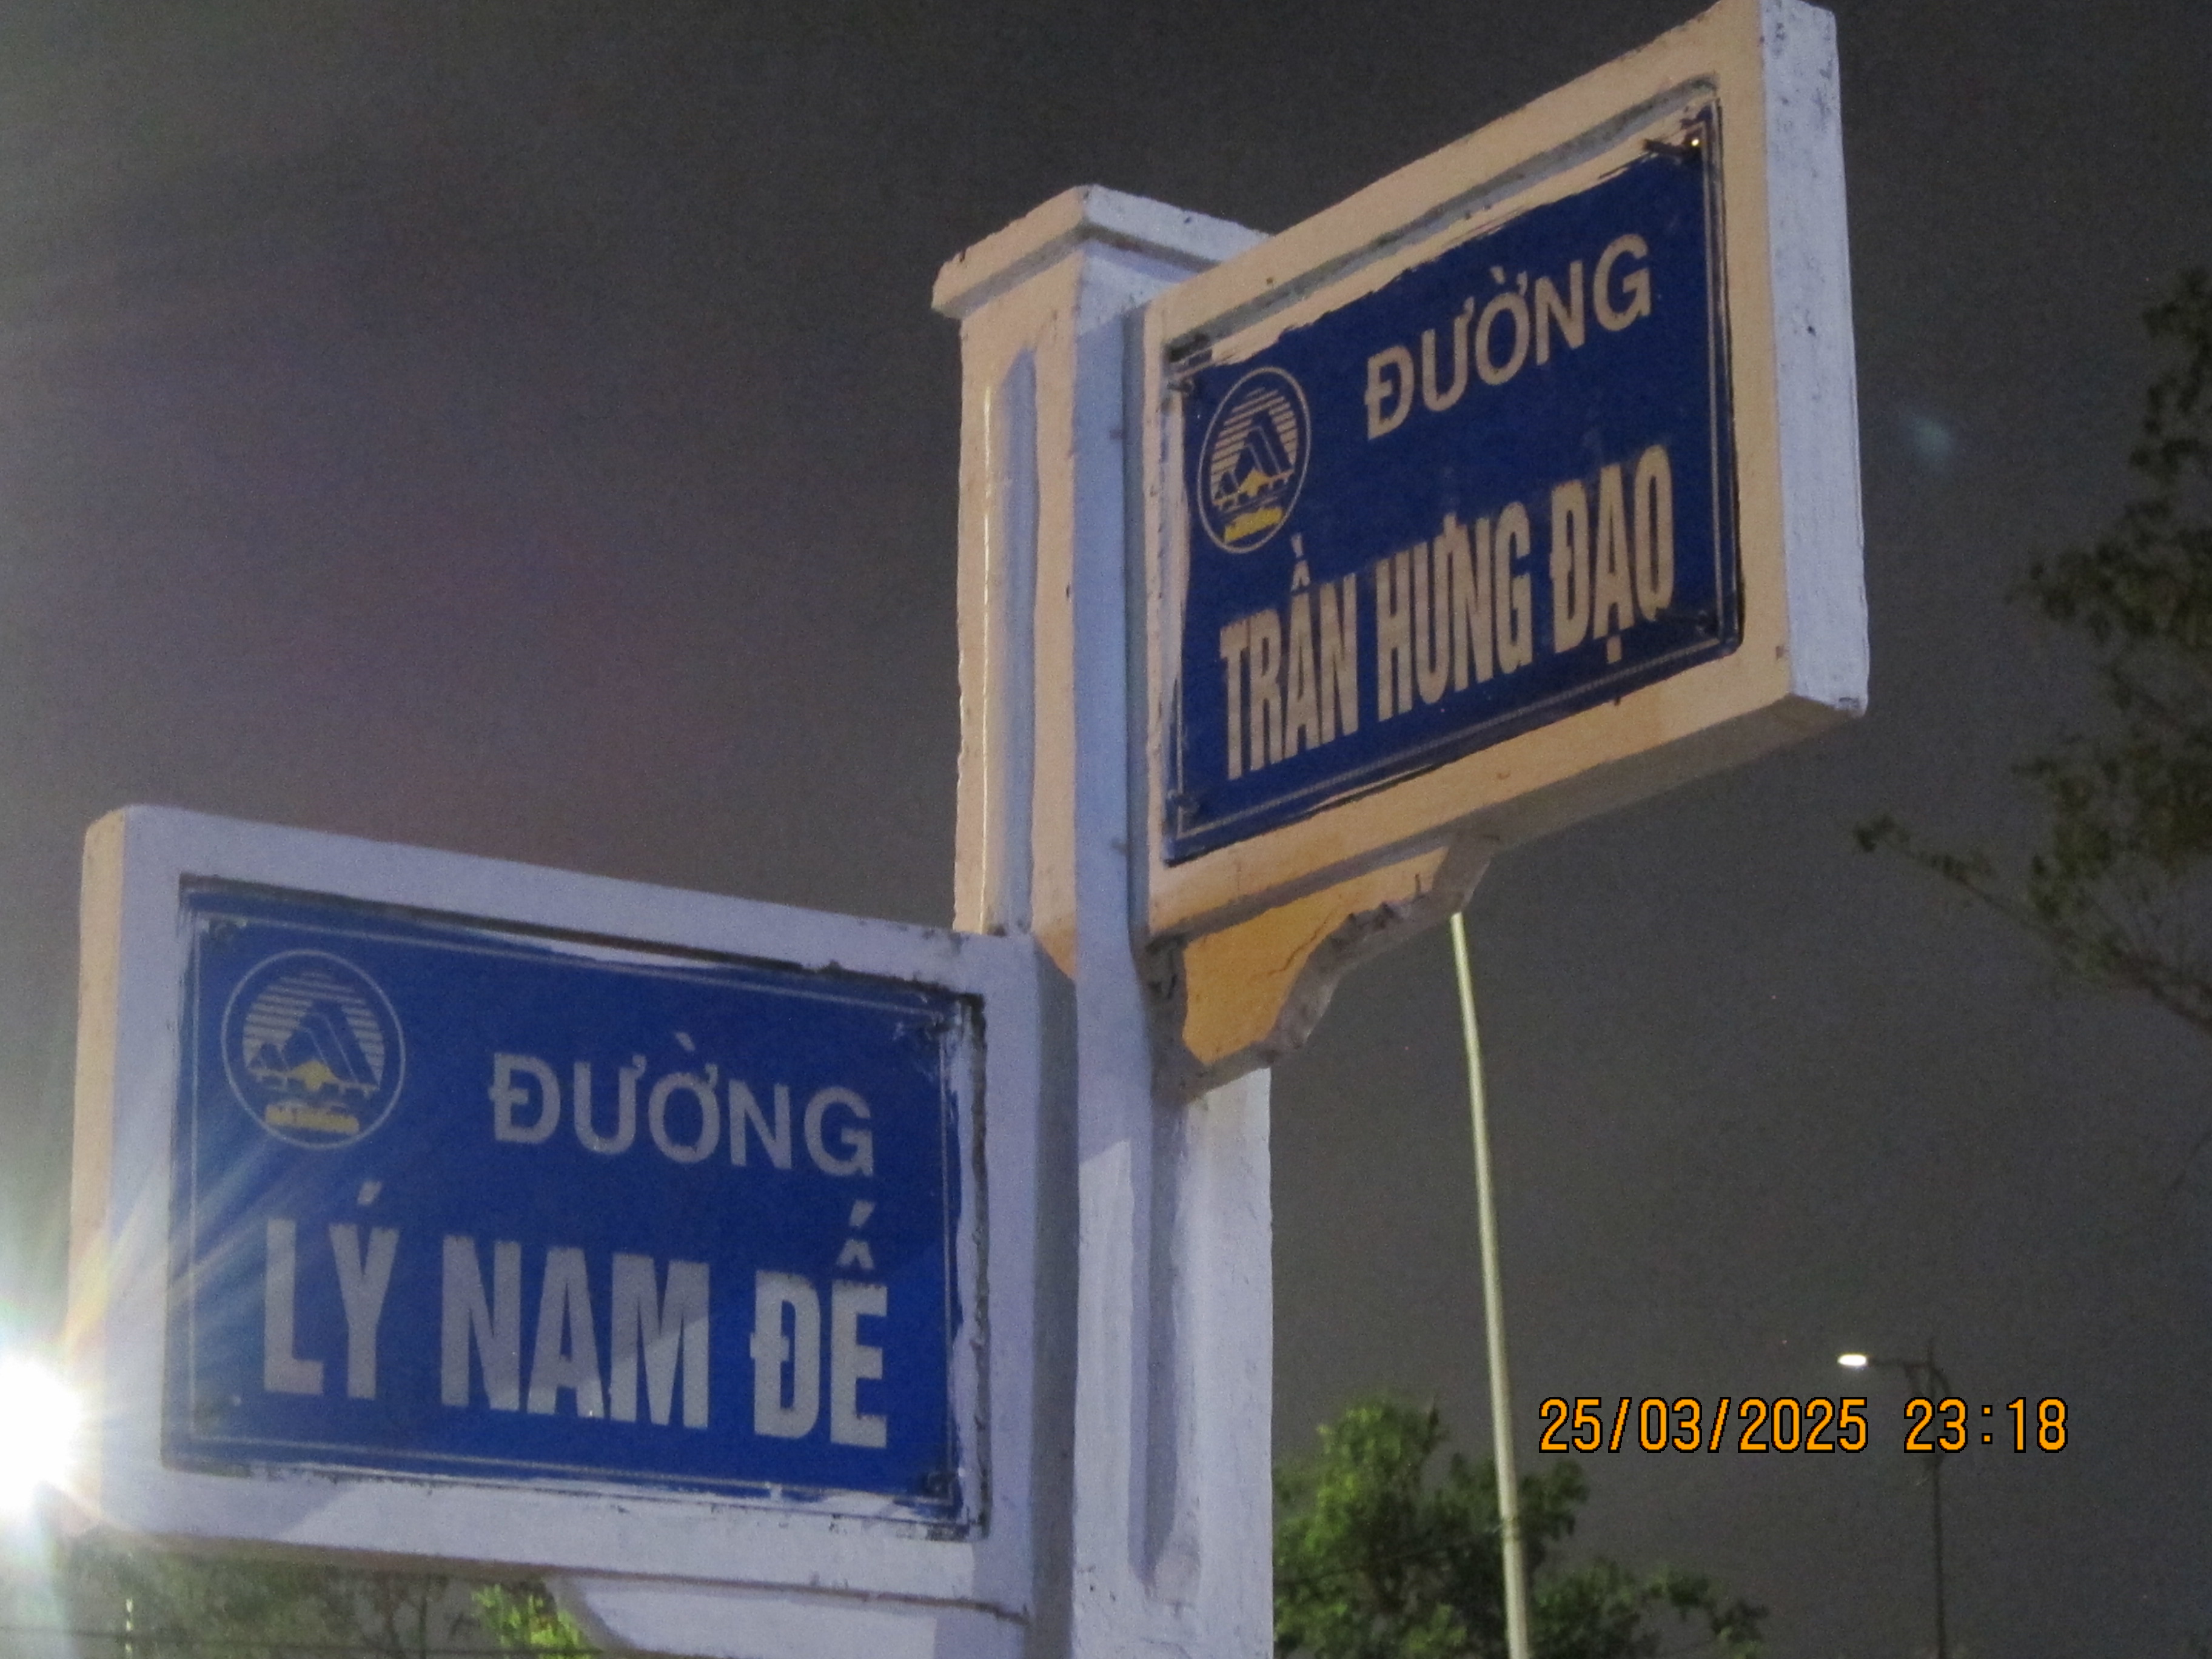 ĐƯỜNG
TRẦN HƯNG ĐẠO
ĐƯỜNG
LÝ NAM ĐẾ
25/03/2025 23:18